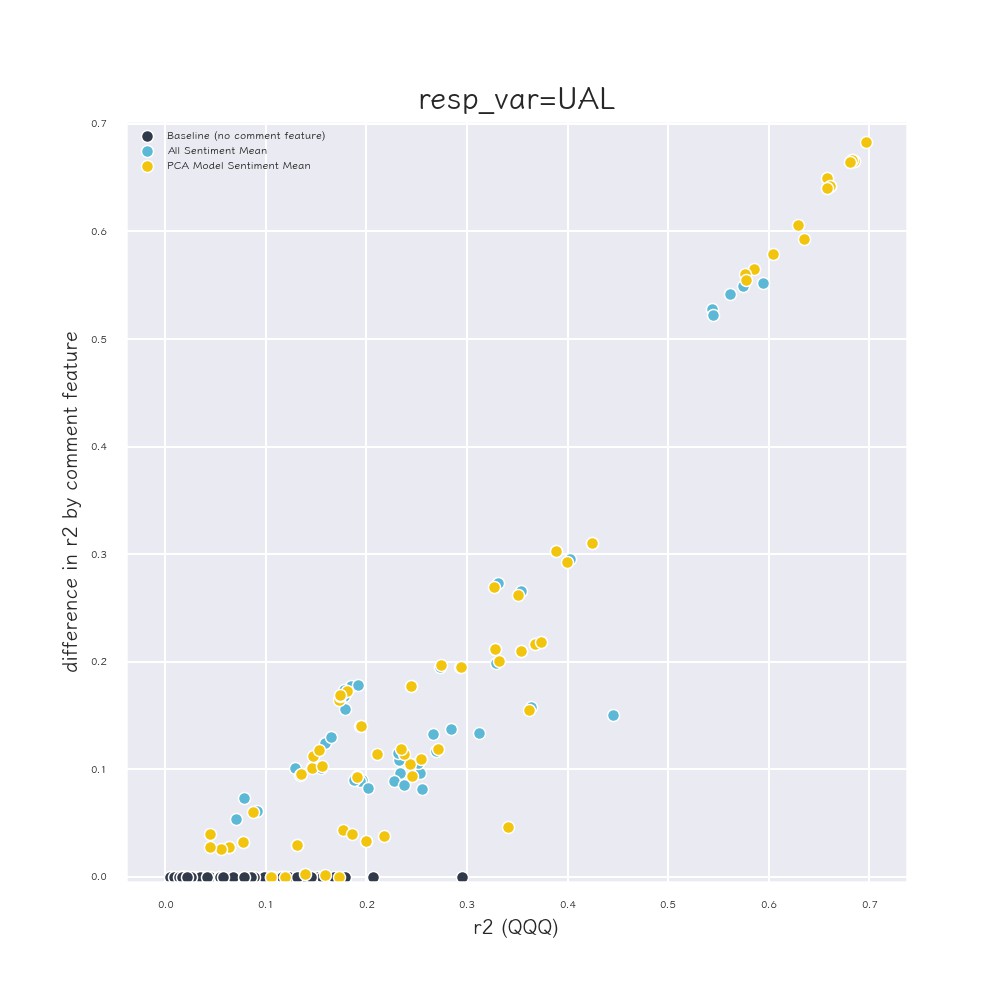 resp_var=UAL
0.7
Baseline (no comment feature)
All Sentiment Mean
PCA Model Sentiment Mean
0.6
0.5
0.4
0.3
0.2
0.1
0.0
difference in r2 by comment feature
0.0 0.1 0.2 0.3 0.4 0.5 0.6 0.7
r2 (QQQ)